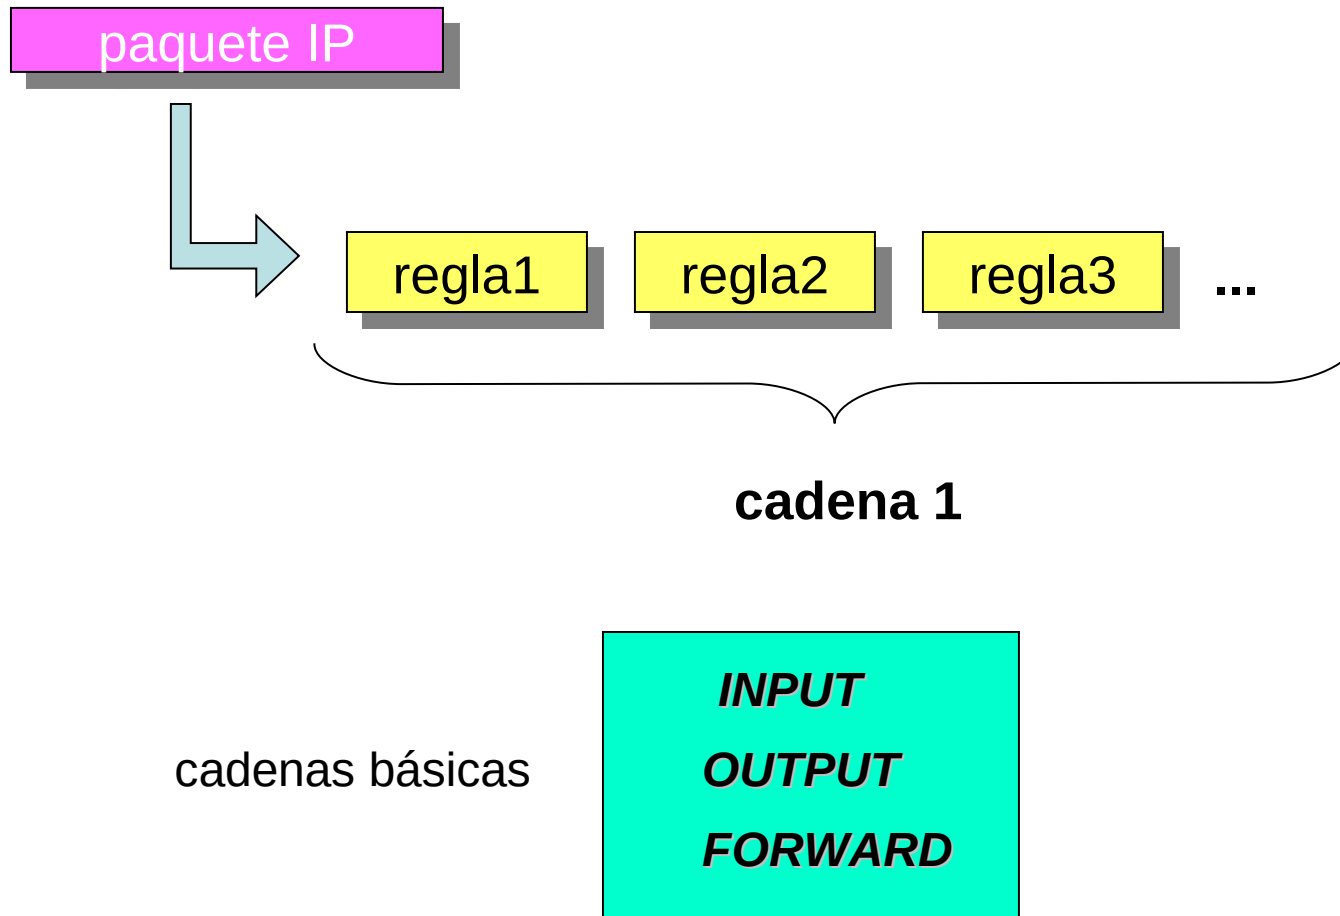 paquete IP
regla1 regla2 regla3 ...
cadena 1
INPUT
cadenas básicas OUTPUT
FORWARD